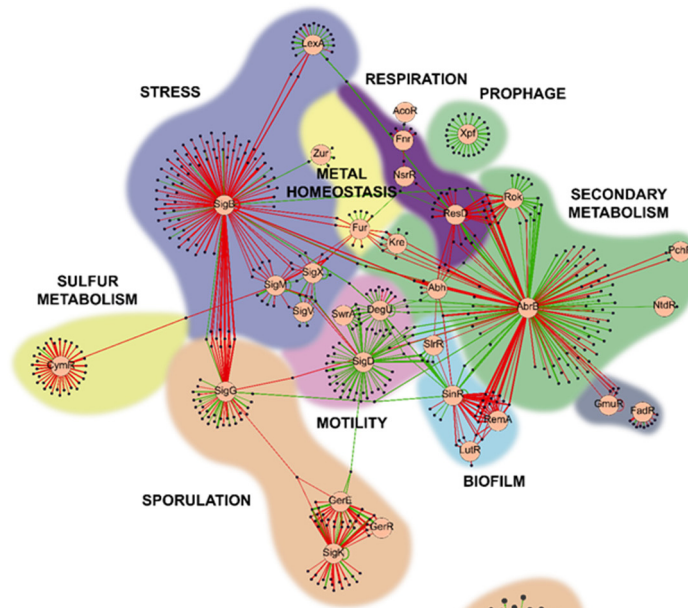 LexA
RESPIRATION
STRESS
PROPHAGE
AcoR
Fnr
Xpf
Zur
METAL
HOMEOSTASIS
NsrR
Rok
SECONDARY
METABOLISM
SigB
ResD
Fur
Kre
PchR
SULFUR
METABOLISM
SigM
SigX
Abh
SigV
SwrA
DegU
AbrB
NtdR
SlrR
CymR
SigD
SigG
SinR
GmuR
FadR
MOTILITY
RemA
LutR
BIOFILM
SPORULATION
GerE
GerR
SigK